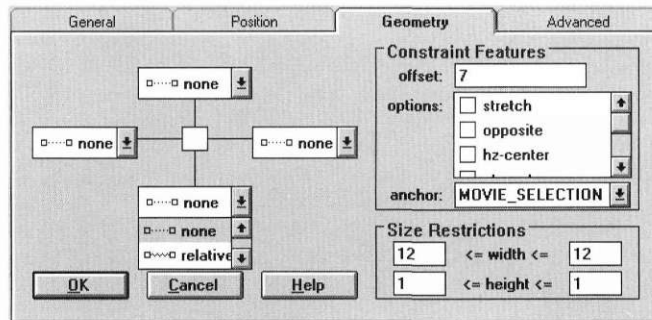 General Position Geometry Advanced
none
none none
none
none
relative
OK Cancel Help
Constraint Features
offset: 7
options: stretch
opposite
hz-center
anchor: MOVIE_SELECTION
Size Restrictions
12 <= width <= 12
1 <= height <= 1